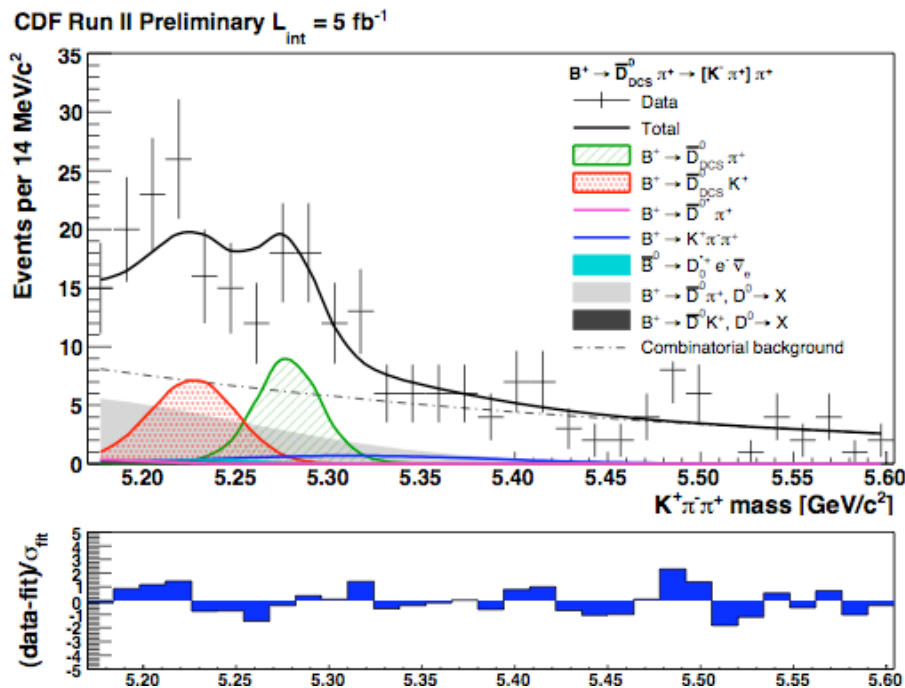 CDF Run II Preliminary L_int = 5 fb⁻¹
Events per 14 MeV/c²
35
30
25
20
15
10
5
0
B⁺ → D̅⁰_DCS π⁺ → [K⁻ π⁺] π⁺
Data
Total
B⁺ → D̅⁰_DCS π⁺
B⁺ → D̅⁰_DCS K⁺
B⁺ → D̅⁰* π⁺
B⁺ → K⁺π⁻π⁺
B̅⁰ → D₀*⁺ e⁻ ν̅_e
B⁺ → D̅⁰π⁺, D⁰ → X
B⁺ → D̅⁰K⁺, D⁰ → X
Combinatorial background
5.20 5.25 5.30 5.35 5.40 5.45 5.50 5.55 5.60
K⁺π⁻π⁺ mass [GeV/c²]
(data-fit)/σ_fit
5
4
3
2
1
0
-1
-2
-3
-4
-5
5.20 5.25 5.30 5.35 5.40 5.45 5.50 5.55 5.60